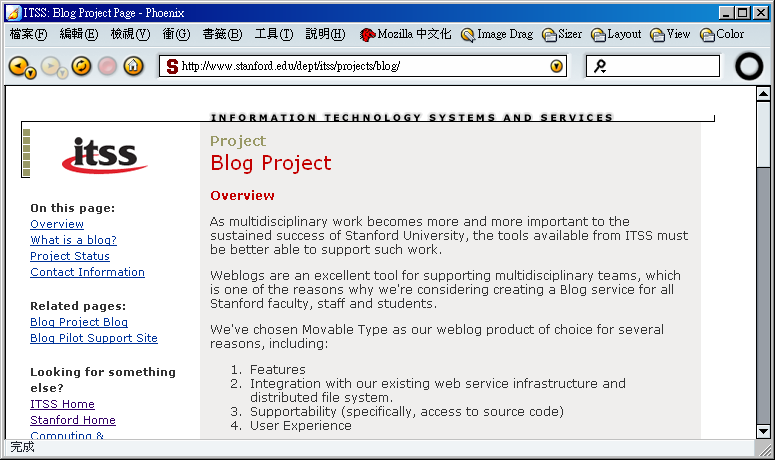 ITSS: Blog Project Page - Phoenix
檔案(F) 編輯(E) 檢視(V) 衝(G) 書籤(B) 工具(T) 說明(H) Mozilla 中文化 Image Drag Sizer Layout View Color
S http://www.stanford.edu/dept/itss/projects/blog/
INFORMATION TECHNOLOGY SYSTEMS AND SERVICES
itss
On this page:
Overview
What is a blog?
Project Status
Contact Information
Related pages:
Blog Project Blog
Blog Pilot Support Site
Looking for something
else?
ITSS Home
Stanford Home
Computing &
Project
Blog Project
Overview
As multidisciplinary work becomes more and more important to the
sustained success of Stanford University, the tools available from ITSS must
be better able to support such work.
Weblogs are an excellent tool for supporting multidisciplinary teams, which
is one of the reasons why we're considering creating a Blog service for all
Stanford faculty, staff and students.
We've chosen Movable Type as our weblog product of choice for several
reasons, including:
1. Features
2. Integration with our existing web service infrastructure and
distributed file system.
3. Supportability (specifically, access to source code)
4. User Experience
完成